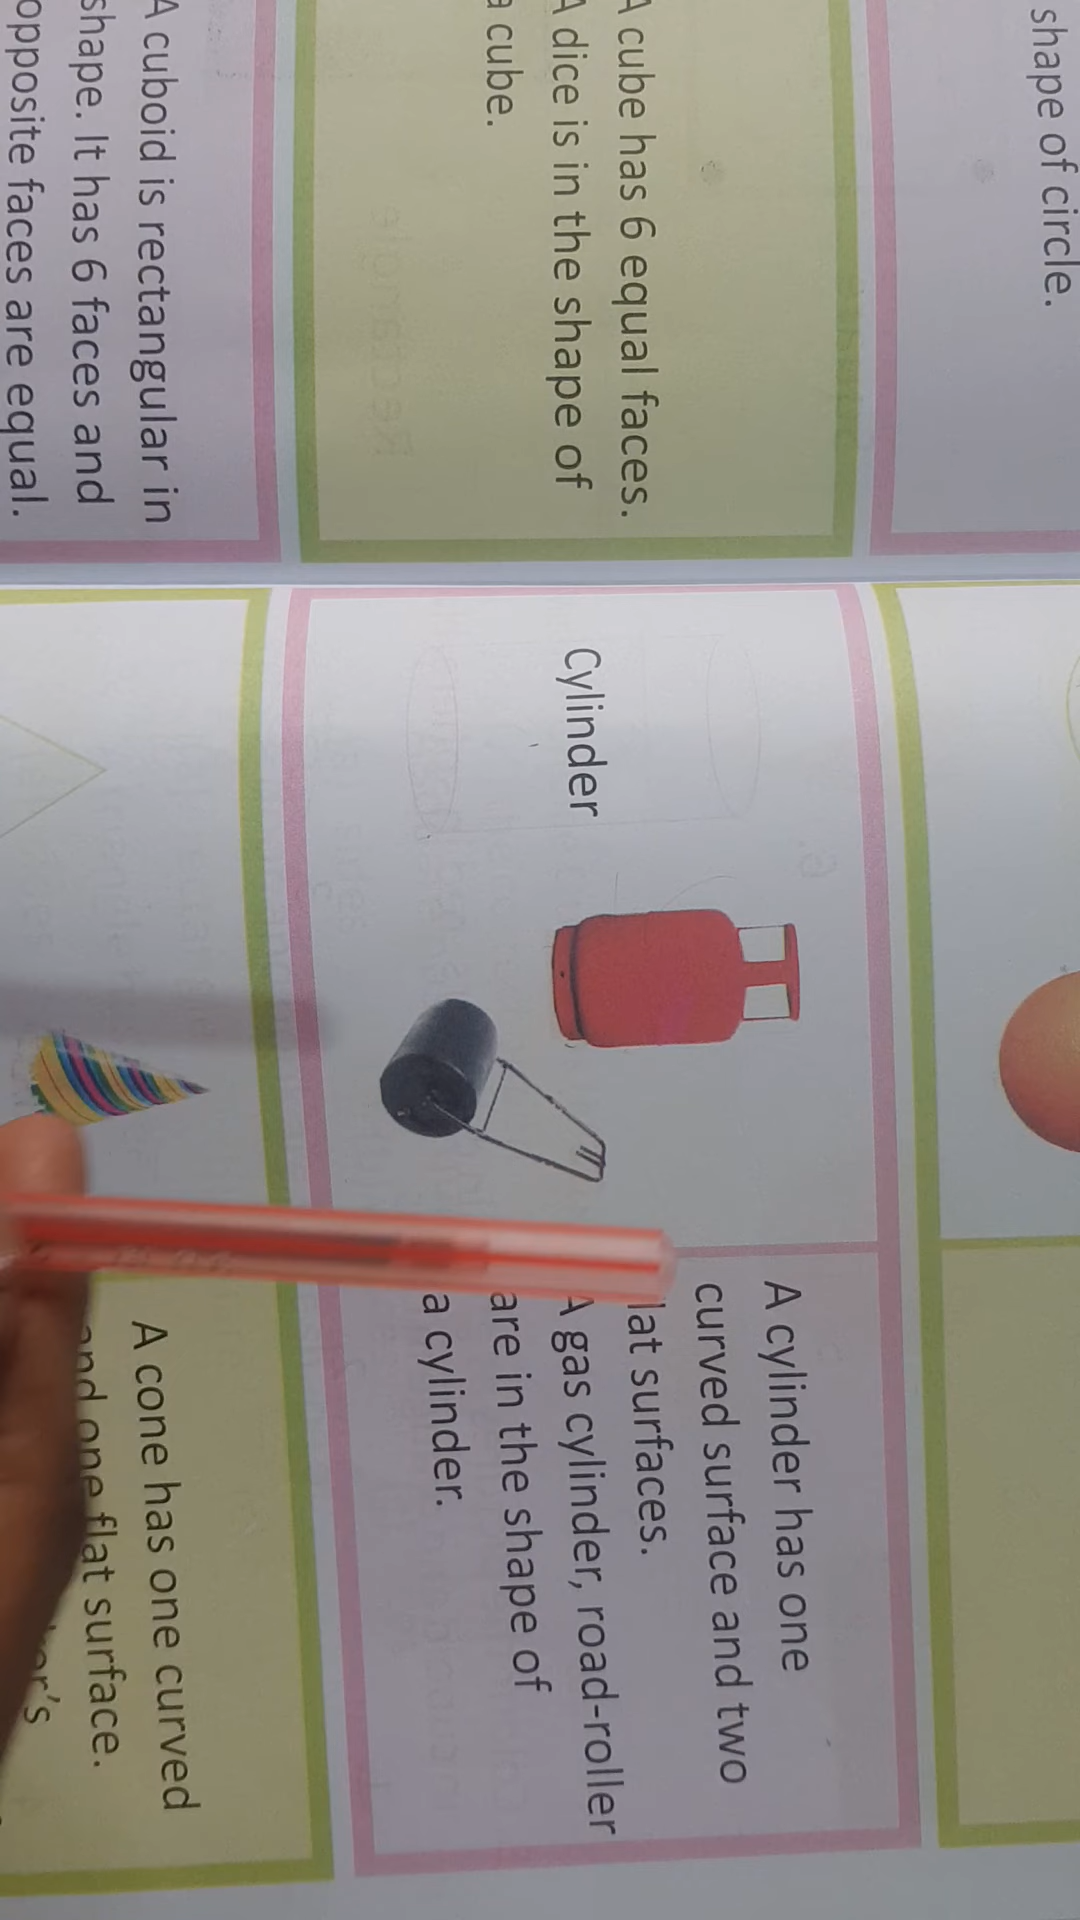 shape of circle.
A cube has 6 equal faces.
A dice is in the shape of
a cube.
A cuboid is rectangular in
shape. It has 6 faces and
opposite faces are equal.
Cylinder
A cylinder has one
curved surface and two
lat surfaces.
A gas cylinder, road-roller
are in the shape of
a cylinder.
A cone has one curved
and one flat surface.